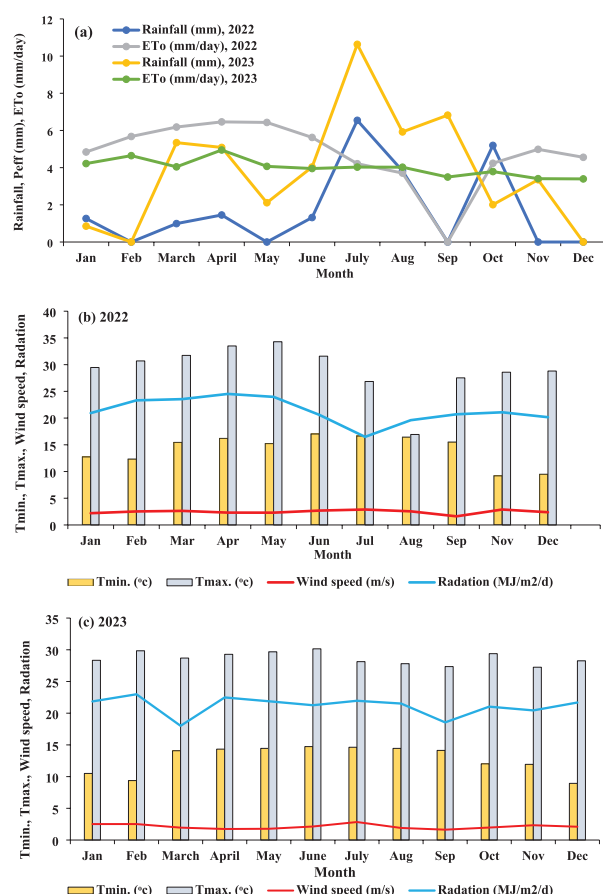 (a)
Rainfall (mm), 2022
ETo (mm/day), 2022
Rainfall (mm), 2023
ETo (mm/day), 2023
Rainfall, Peff (mm), ETo (mm/day)
12
10
8
6
4
2
0
Jan Feb March April May June July Aug Sep Oct Nov Dec
Month
(b) 2022
Tmin., Tmax., Wind speed, Radation
40
35
30
25
20
15
10
5
0
Jan Feb Mar Apr May Jun Jul Aug Sep Nov Dec
Month
Tmin. (°c) Tmax. (°c) Wind speed (m/s) Radation (MJ/m2/d)
(c) 2023
Tmin., Tmax., Wind speed, Radation
35
30
25
20
15
10
5
0
Jan Feb March April May June July Aug Sep Oct Nov Dec
Month
Tmin. (°c) Tmax. (°c) Wind speed (m/s) Radation (MJ/m2/d)